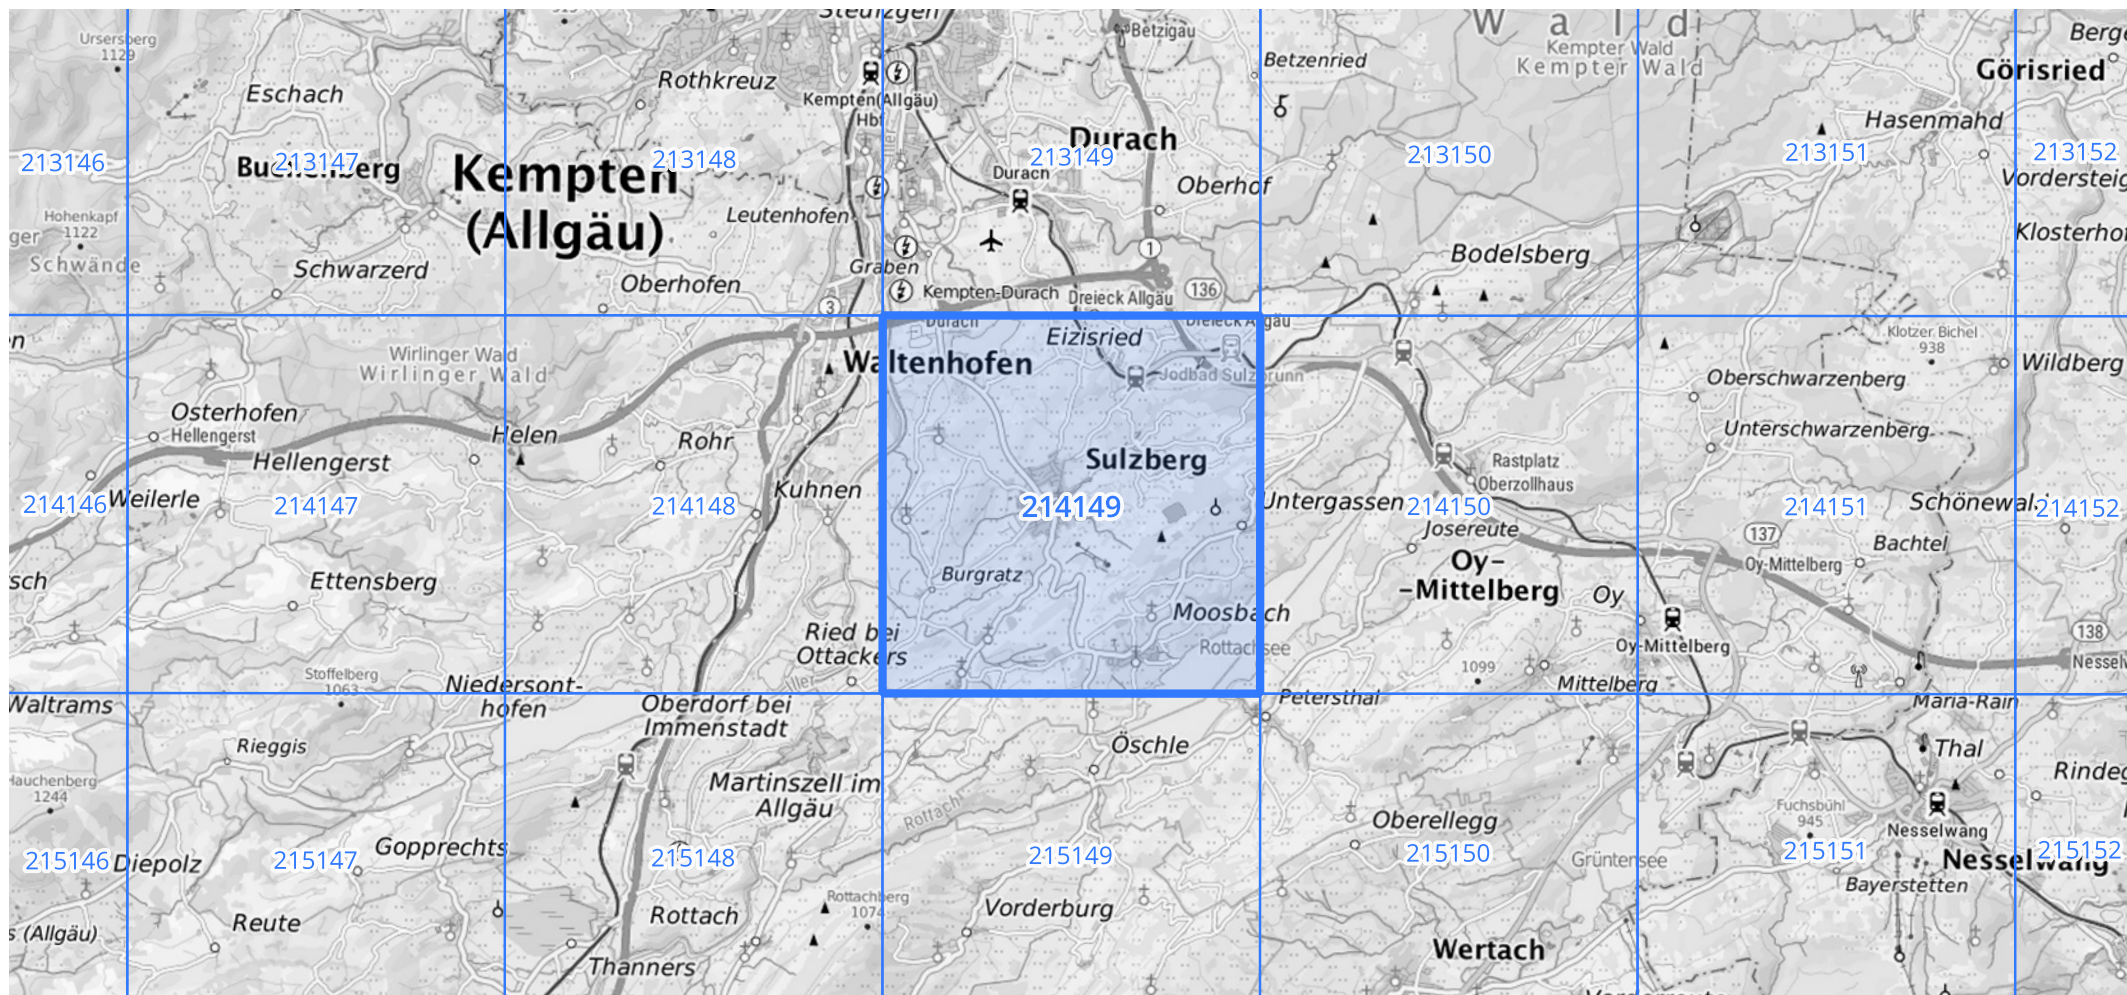 Ursersberg
1129
Eschach
Rothkreuz
Kempten(Allgäu)
Hbf
Betzigau
Durach
Betzenried
W a l d
Kempter Wald
Kempter Wald
Görisried
Hasenmahd
213146
213147
Kempten
(Allgäu)
213148
213149
Durach
Oberhof
213150
213151
213152
Hohenkapf
1122
Schwände
Schwarzerd
Leutenhofen
Oberhofen
Graben
3
Kempten-Durach
Dreieck Allgäu
1
136
Bodelsberg
Wirlinger Wald
Wirlinger Wald
Waltenhofen
Durach
Eizisried
Jodbad Sulzbrunn
Klotzer Bichel
938
Wildberg
Oberschwarzenberg
Unterschwarzenberg
Osterhofen
Hellengerst
Hellengerst
Helen
Rohr
Kuhnen
Sulzberg
Rastplatz
Oberzollhaus
214146
Weilerle
214147
214148
214149
Untergassen
214150
Josereute
214151
214152
137
Bachtel
Oy-Mittelberg
Ettensberg
Burgratz
Oy-
-Mittelberg
Oy
Moosbach
Rottachsee
Ried bei
Ottackers
Oy-Mittelberg
138
1099
Mittelberg
Stoffelberg
1063
Niedersont-
hofen
Waltrams
Oberdorf bei
Immenstadt
Petersthal
Maria-Rain
Rieggis
Öschle
Thal
1244
Martinszell im
Allgäu
Rottach
Oberellegg
Fuchsbühl
945
Nesselwang
Nesselwang
215146
Diepolz
215147
Gopprechts
215148
215149
215150
Grüntensee
215151
215152
Bayerstetten
Reute
Rottach
Rottachberg
1074
Vorderburg
Wertach
(Allgäu)
Thanners